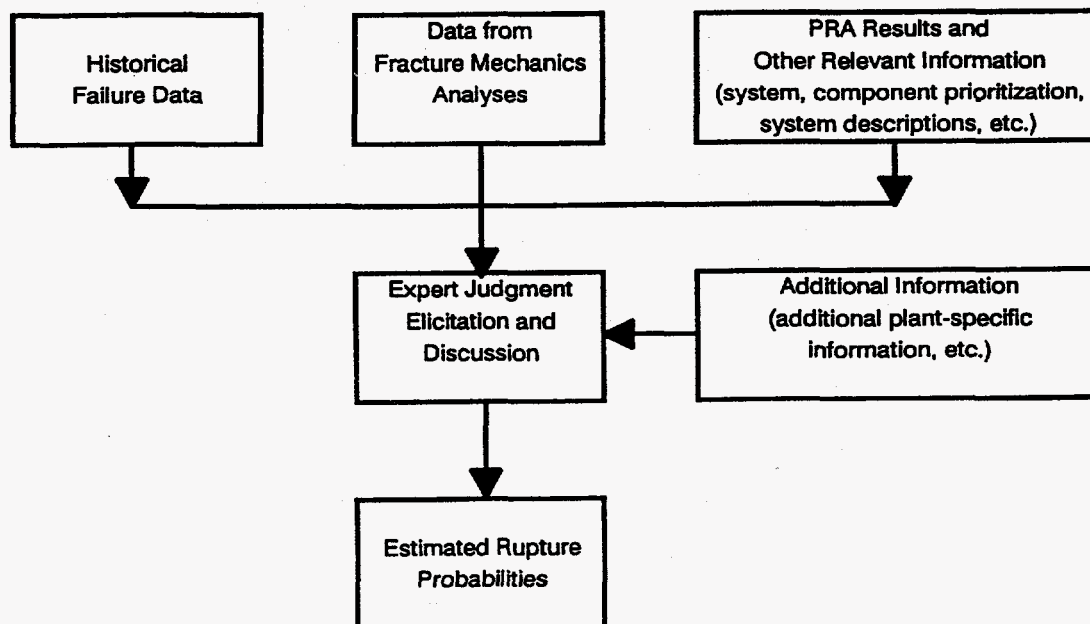 Historical
Failure Data
Data from
Fracture Mechanics
Analyses
PRA Results and
Other Relevant Information
(system, component prioritization,
system descriptions, etc.)
Expert Judgment
Elicitation and
Discussion
Additional Information
(additional plant-specific
information, etc.)
Estimated Rupture
Probabilities